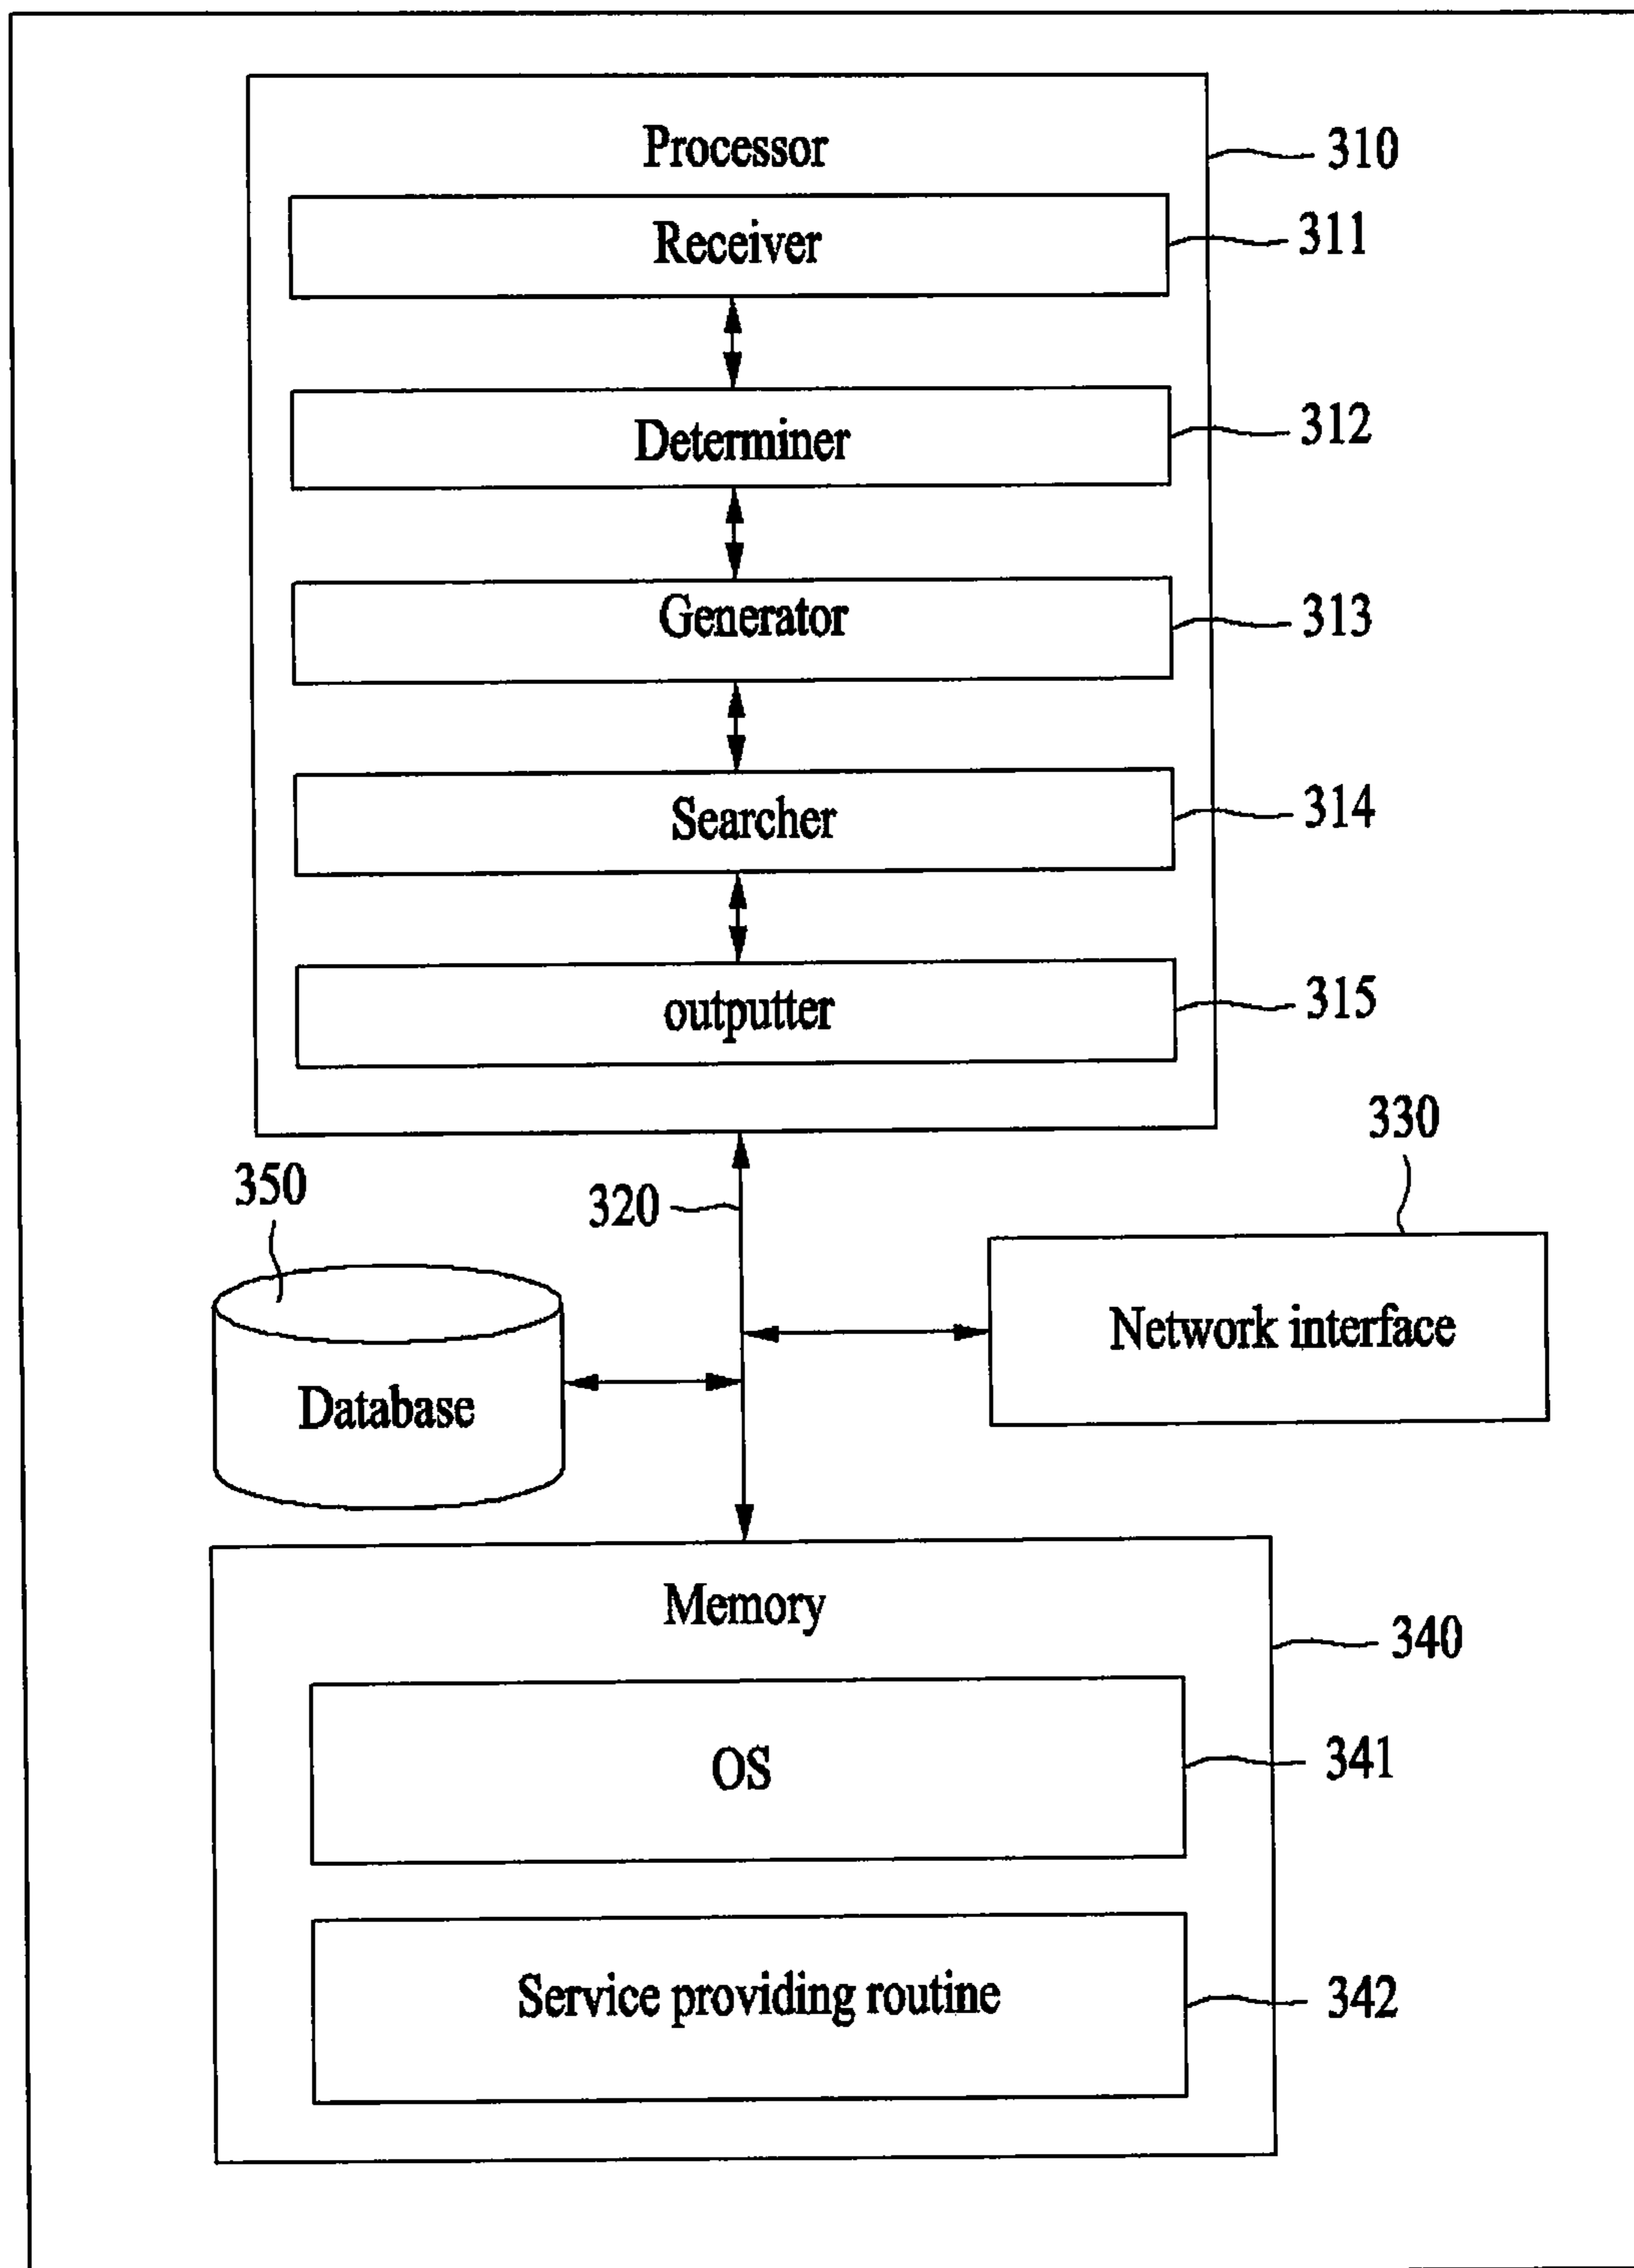 Processor
310
Receiver
311
Determiner
312
Generator
313
Searcher
314
outputter
315
330
350
320
Network interface
Database
Memory
340
OS
341
Service providing routine
342